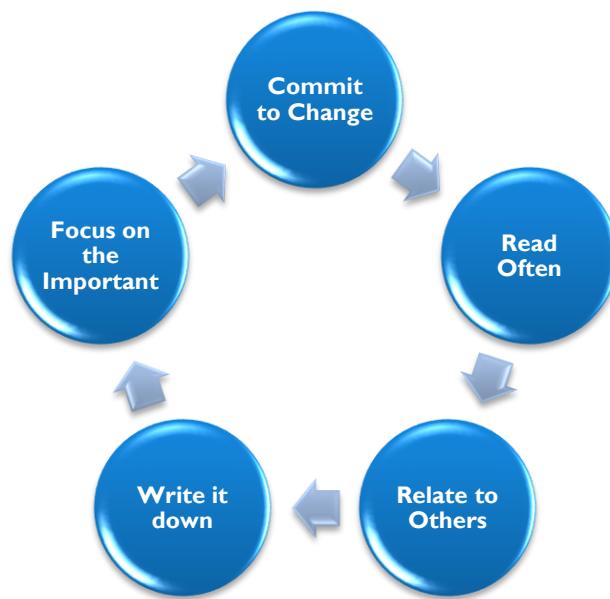 Commit
to Change
Read
Often
Relate to
Others
Write it
down
Focus on
the
Important